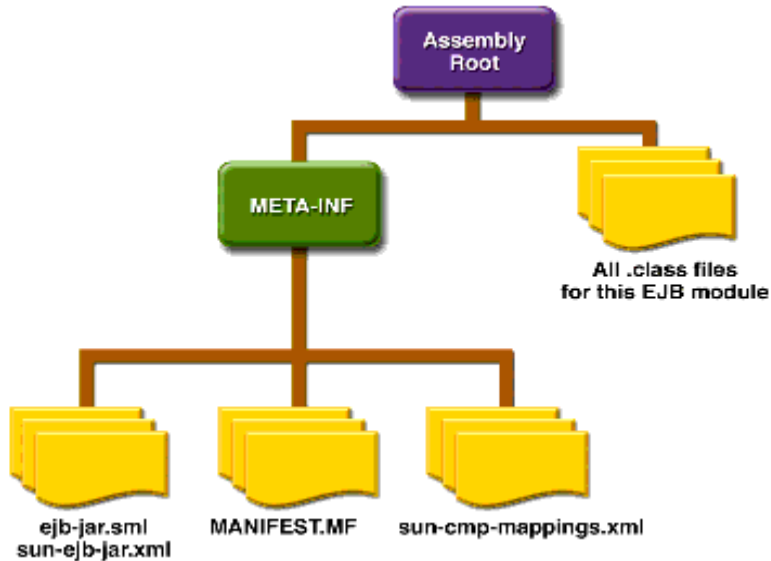 Assembly
Root
META-INF
All .class files
for this EJB module
ejb-jar.sml
sun-ejb-jar.xml
MANIFEST.MF
sun-cmp-mappings.xml